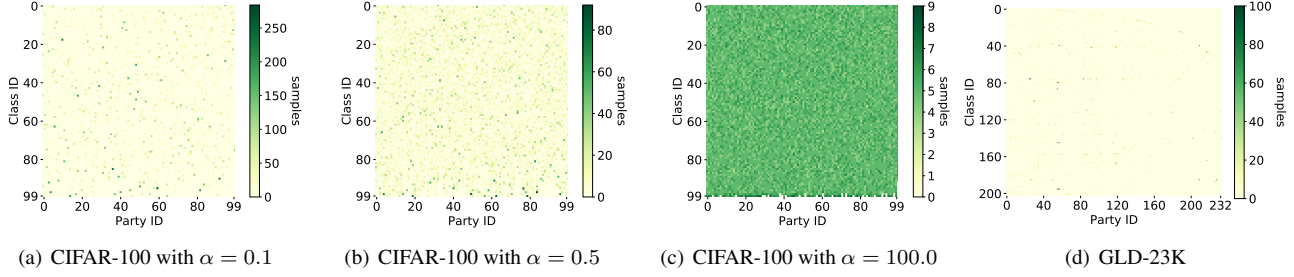 0
20
40
60
80
99
Class ID
0 20 40 60 80 99
Party ID
250
200
150
100
50
0
samples
(a) CIFAR-100 with α = 0.1
0
20
40
60
80
99
Class ID
0 20 40 60 80 99
Party ID
80
60
40
20
0
samples
(b) CIFAR-100 with α = 0.5
0
20
40
60
80
99
Class ID
0 20 40 60 80 99
Party ID
9
8
7
6
5
4
3
2
1
0
samples
(c) CIFAR-100 with α = 100.0
0
40
80
120
160
200
Class ID
0 40 80 120 160 200 232
Party ID
100
80
60
40
20
0
samples
(d) GLD-23K